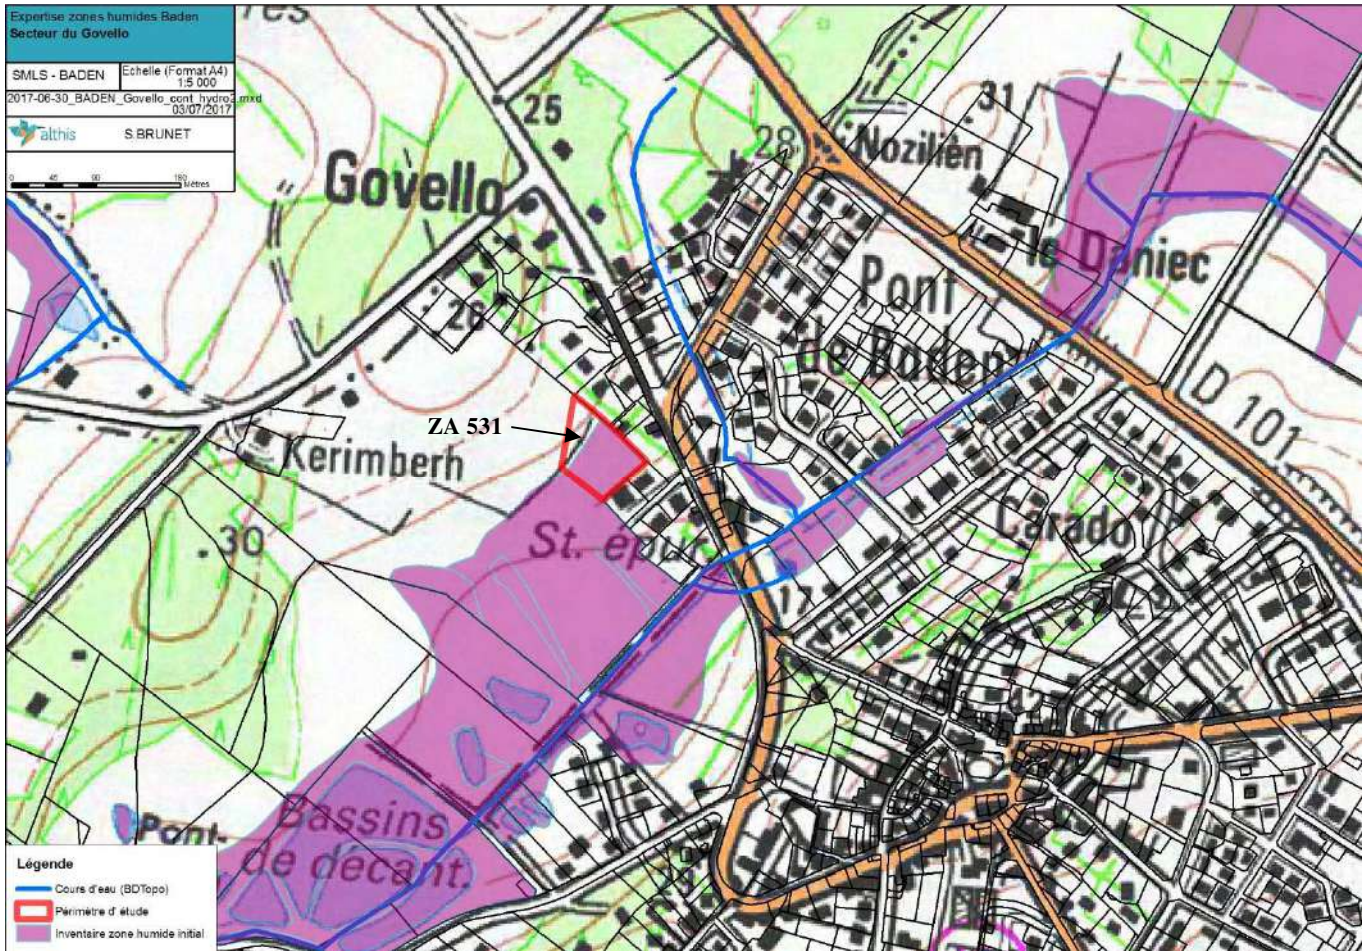 Expertise zones humides Baden
Secteur du Govello
SMLS - BADEN
Echelle (Format A4)
1:5 000
2017-06-30_BADEN_Govello_cont_hydro2.mxd
03/07/2017
althis
S.BRUNET
0 45 90 180
Mètres
25
28
Nozilién
31
Govello
le Daniec
Pont
de Baden
26
D 101
ZA 531
Kerimberh
30
St. épur.
Carado
17
Bassins
de décant.
Pont-
Légende
Cours d'eau (BDTopo)
Périmètre d' étude
Inventaire zone humide initial